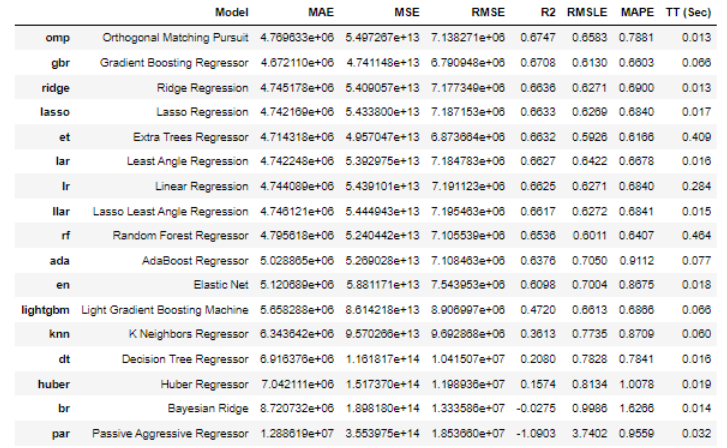 Model MAE MSE RMSE R2 RMSLE MAPE TT (Sec)
omp Orthogonal Matching Pursuit 4.769633e+06 5.497267e+13 7.138271e+06 0.6747 0.6583 0.7881 0.013
gbr Gradient Boosting Regressor 4.672110e+06 4.741148e+13 6.790948e+06 0.6708 0.6130 0.6603 0.066
ridge Ridge Regression 4.745178e+06 5.409057e+13 7.177349e+06 0.6636 0.6271 0.6900 0.013
lasso Lasso Regression 4.742169e+06 5.433800e+13 7.187153e+06 0.6633 0.6269 0.6840 0.017
et Extra Trees Regressor 4.714318e+06 4.957047e+13 6.873664e+06 0.6632 0.5926 0.6166 0.409
lar Least Angle Regression 4.742248e+06 5.392975e+13 7.184783e+06 0.6627 0.6422 0.6678 0.016
lr Linear Regression 4.744089e+06 5.439101e+13 7.191123e+06 0.6625 0.6271 0.6840 0.284
llar Lasso Least Angle Regression 4.746121e+06 5.444943e+13 7.195463e+06 0.6617 0.6272 0.6841 0.015
rf Random Forest Regressor 4.795618e+06 5.240442e+13 7.105539e+06 0.6536 0.6011 0.6407 0.464
ada AdaBoost Regressor 5.028865e+06 5.269028e+13 7.108463e+06 0.6376 0.7050 0.9112 0.077
en Elastic Net 5.120689e+06 5.881171e+13 7.543953e+06 0.6098 0.7004 0.8675 0.018
lightgbm Light Gradient Boosting Machine 5.658288e+06 8.614218e+13 8.906997e+06 0.4720 0.6613 0.6866 0.066
knn K Neighbors Regressor 6.343642e+06 9.570266e+13 9.692868e+06 0.3613 0.7735 0.8709 0.060
dt Decision Tree Regressor 6.916376e+06 1.161817e+14 1.041507e+07 0.2080 0.7828 0.7841 0.016
huber Huber Regressor 7.042111e+06 1.517370e+14 1.198936e+07 0.1574 0.8134 1.0078 0.019
br Bayesian Ridge 8.720732e+06 1.898180e+14 1.333586e+07 -0.0275 0.9986 1.6266 0.014
par Passive Aggressive Regressor 1.288619e+07 3.553975e+14 1.853660e+07 -1.0903 3.7402 0.9559 0.032